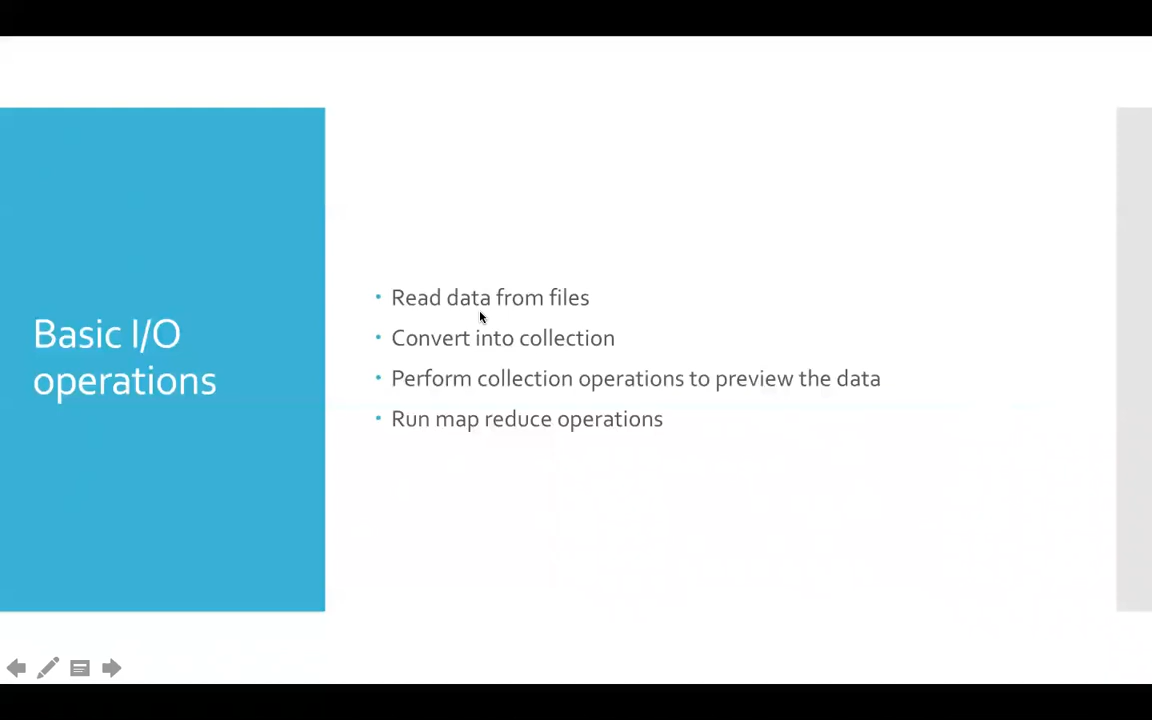 Basic I/O
operations
Read data from files
Convert into collection
Perform collection operations to preview the data
Run map reduce operations